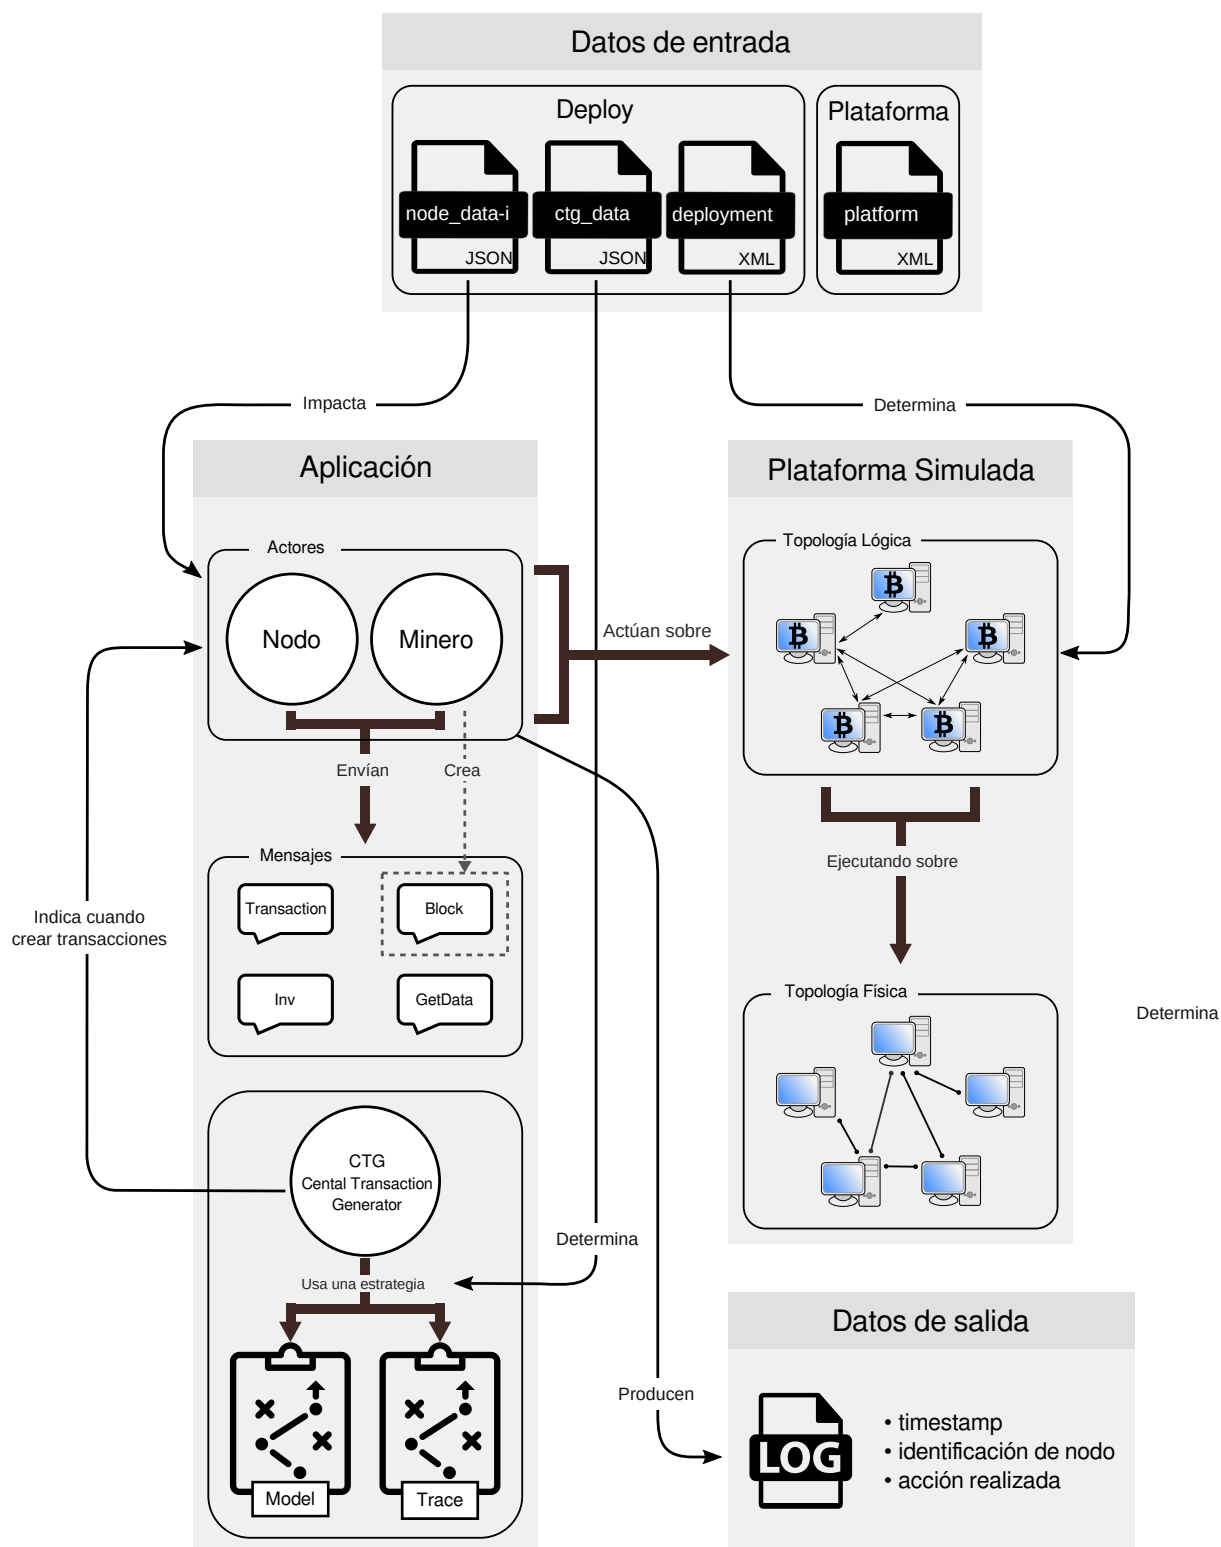 Datos de entrada
Deploy
Plataforma
node_data-i
ctg_data
deployment
platform
JSON
JSON
XML
XML
Impacta
Determina
Aplicación
Plataforma Simulada
Actores
Nodo
Minero
Actúan sobre
Topología Lógica
Envían
Crea
Ejecutando sobre
Mensajes
Transaction
Block
Inv
GetData
Indica cuando
crear transacciones
Topología Física
Determina
CTG
Cental Transaction
Generator
Determina
Usa una estrategia
Model
Trace
Producen
Datos de salida
LOG
• timestamp
• identificación de nodo
• acción realizada